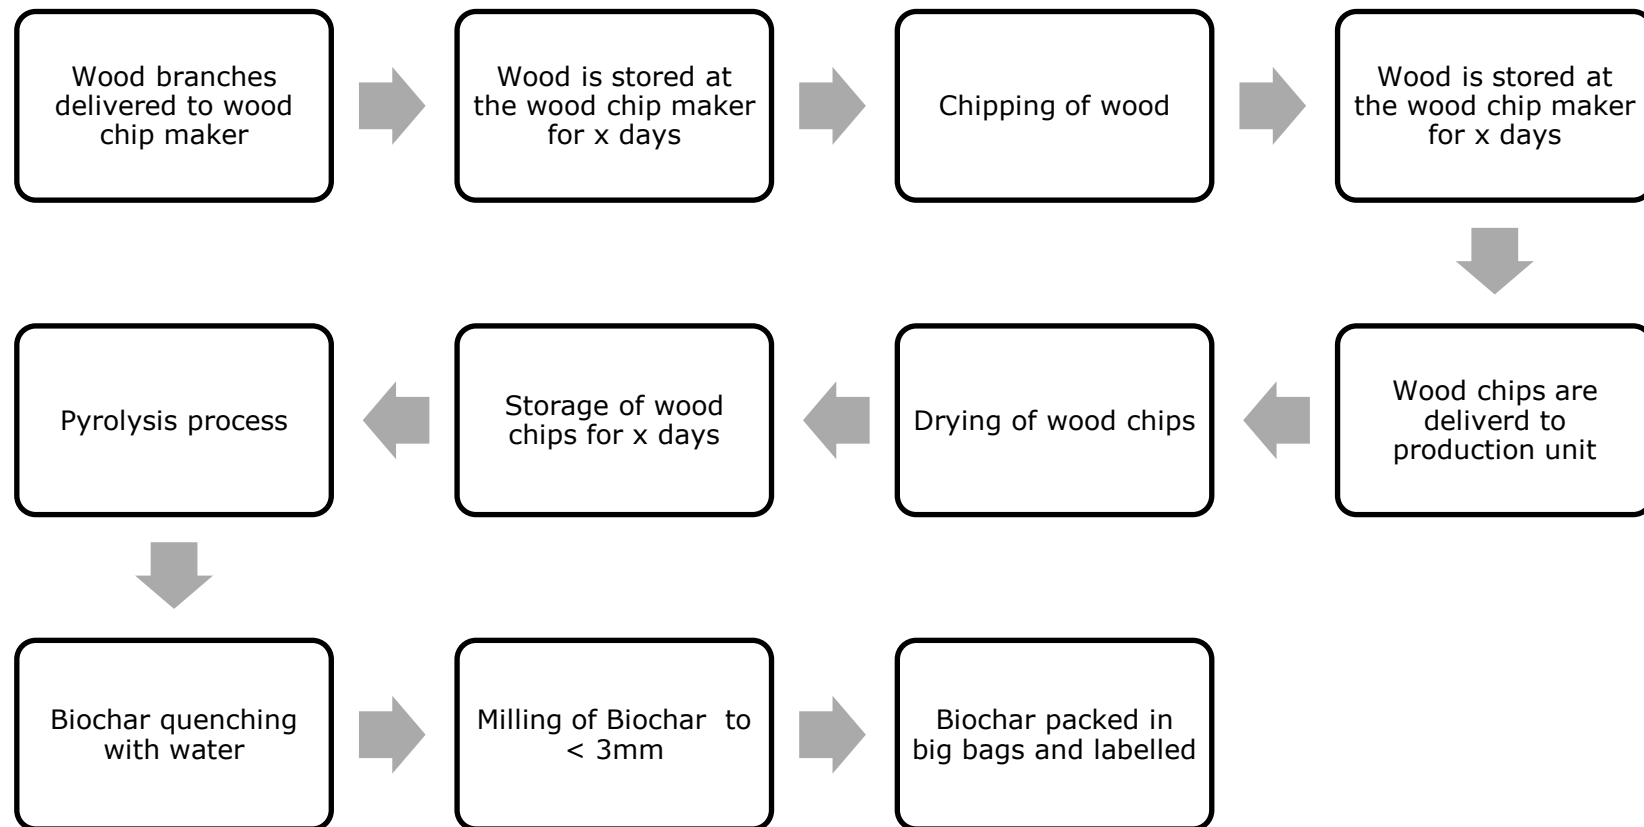 Wood branches
delivered to wood
chip maker
Wood is stored at
the wood chip maker
for x days
Chipping of wood
Wood is stored at
the wood chip maker
for x days
Wood chips are
deliverd to
production unit
Drying of wood chips
Storage of wood
chips for x days
Pyrolysis process
Biochar quenching
with water
Milling of Biochar  to
< 3mm
Biochar packed in
big bags and labelled